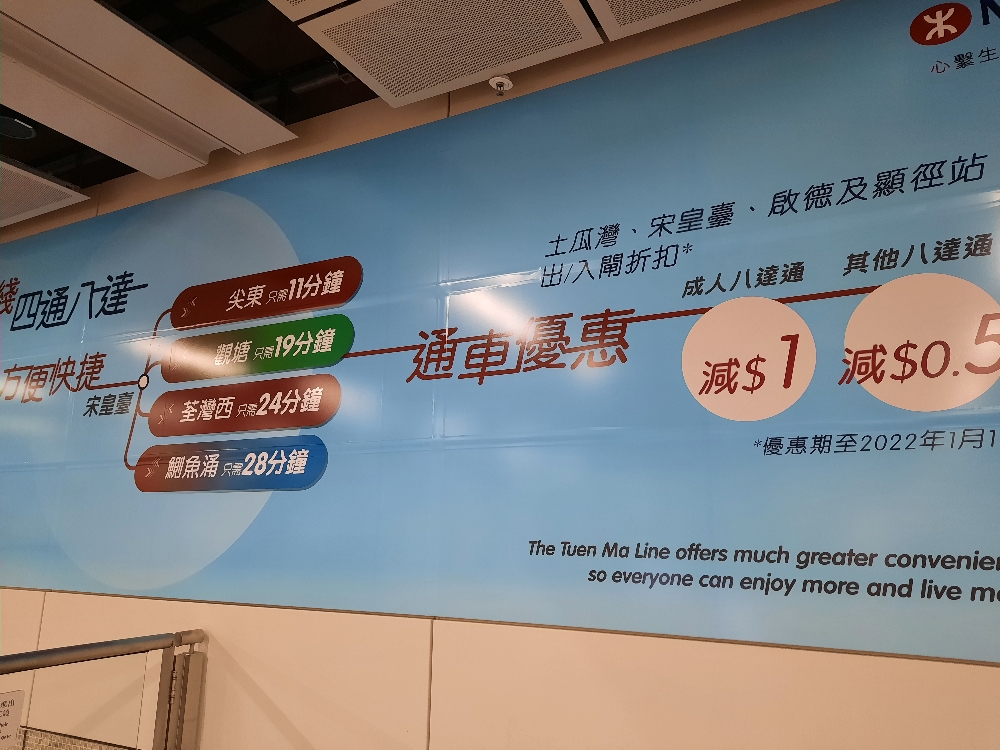 心繫生
綫四通八達
方便快捷
宋皇臺
尖東 只需11分鐘
觀塘 只需19分鐘
荃灣西 只需24分鐘
鰂魚涌 只需28分鐘
通車優惠
土瓜灣、宋皇臺、啟德及顯徑站
出/入閘折扣*
成人八達通
減$1
其他八達通
減$0.5
*優惠期至2022年1月1
The Tuen Ma Line offers much greater convenien
so everyone can enjoy more and live m